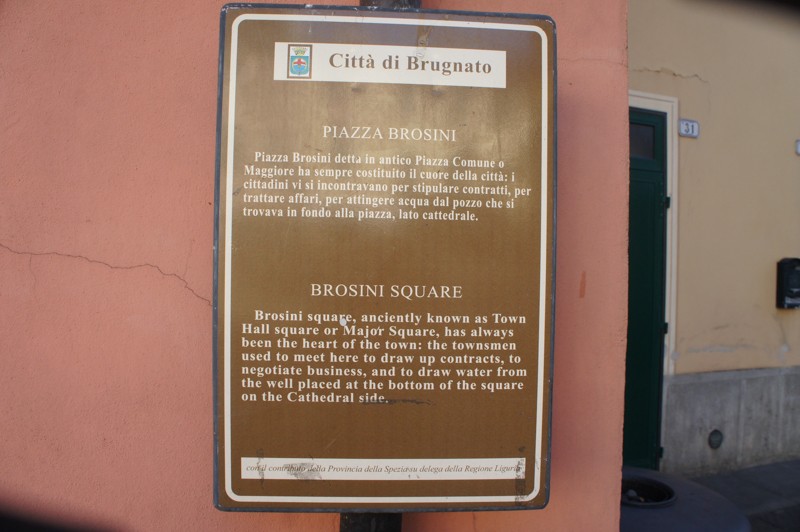 Città di Brugnato
PIAZZA BROSINI
Piazza Brosini detta in antico Piazza Comune o
Maggiore ha sempre costituito il cuore della città: i
cittadini vi si incontravano per stipulare contratti, per
trattare affari, per attingere acqua dal pozzo che si
trovava in fondo alla piazza, lato cattedrale.
BROSINI SQUARE
Brosini square, anciently known as Town
Hall square or Major Square, has always
been the heart of the town: the townsmen
used to meet here to draw up contracts, to
negotiate business, and to draw water from
the well placed at the bottom of the square
on the Cathedral side.
con il contributo della Provincia della Spezia su delega della Regione Liguria
31